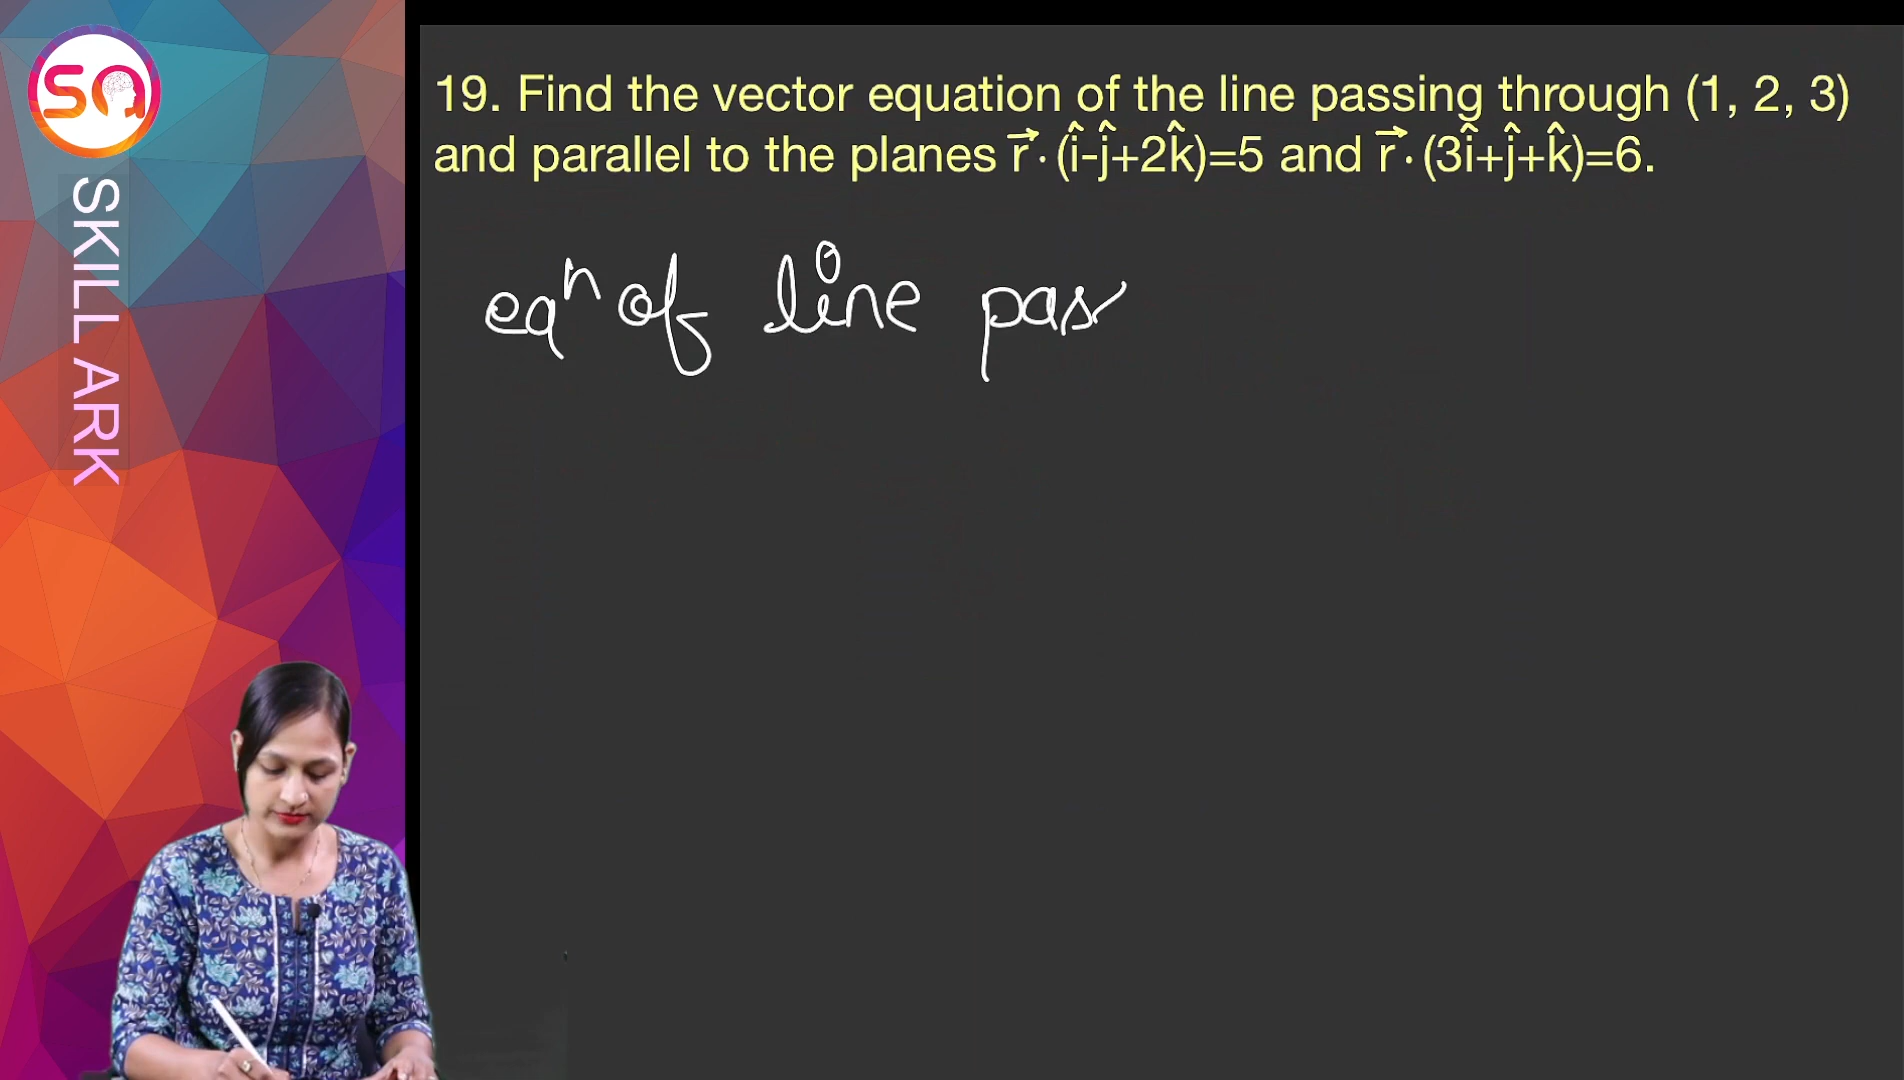 SA
SKILL ARK
19. Find the vector equation of the line passing through (1, 2, 3)
and parallel to the planes r⃗·(î-ĵ+2k̂)=5 and r⃗·(3î+ĵ+k̂)=6.
eqⁿ of line pas